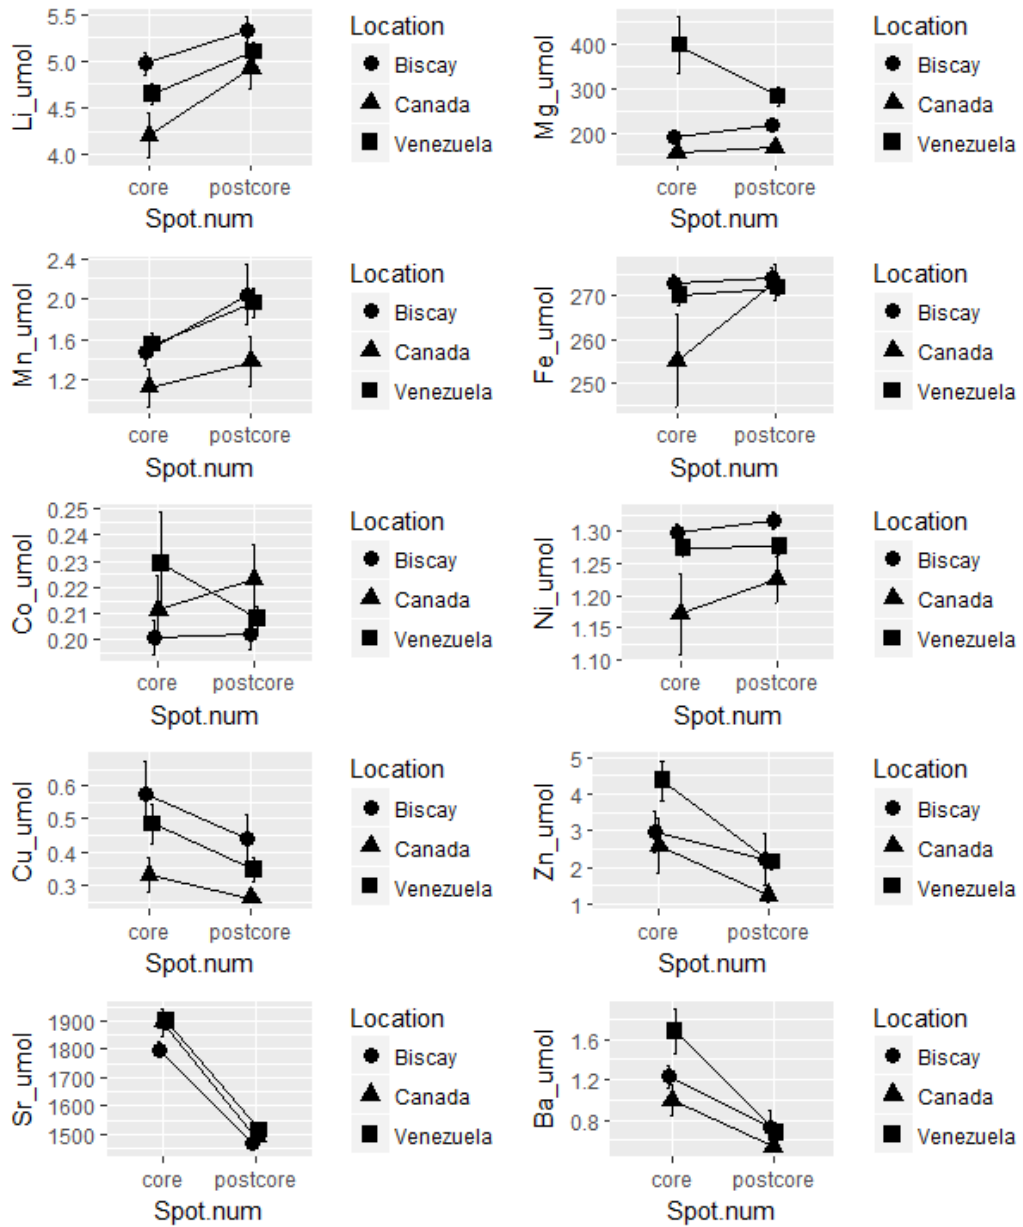 Li_umol
5.5
5.0
4.5
4.0
core postcore
Spot.num
Location
Biscay
Canada
Venezuela
Mg_umol
400
300
200
core postcore
Spot.num
Location
Biscay
Canada
Venezuela
Mn_umol
2.4
2.0
1.6
1.2
core postcore
Spot.num
Location
Biscay
Canada
Venezuela
Fe_umol
270
260
250
core postcore
Spot.num
Location
Biscay
Canada
Venezuela
Co_umol
0.25
0.24
0.23
0.22
0.21
0.20
core postcore
Spot.num
Location
Biscay
Canada
Venezuela
Ni_umol
1.30
1.25
1.20
1.15
1.10
core postcore
Spot.num
Location
Biscay
Canada
Venezuela
Cu_umol
0.6
0.5
0.4
0.3
core postcore
Spot.num
Location
Biscay
Canada
Venezuela
Zn_umol
5
4
3
2
1
core postcore
Spot.num
Location
Biscay
Canada
Venezuela
Sr_umol
1900
1800
1700
1600
1500
core postcore
Spot.num
Location
Biscay
Canada
Venezuela
Ba_umol
1.6
1.2
0.8
core postcore
Spot.num
Location
Biscay
Canada
Venezuela